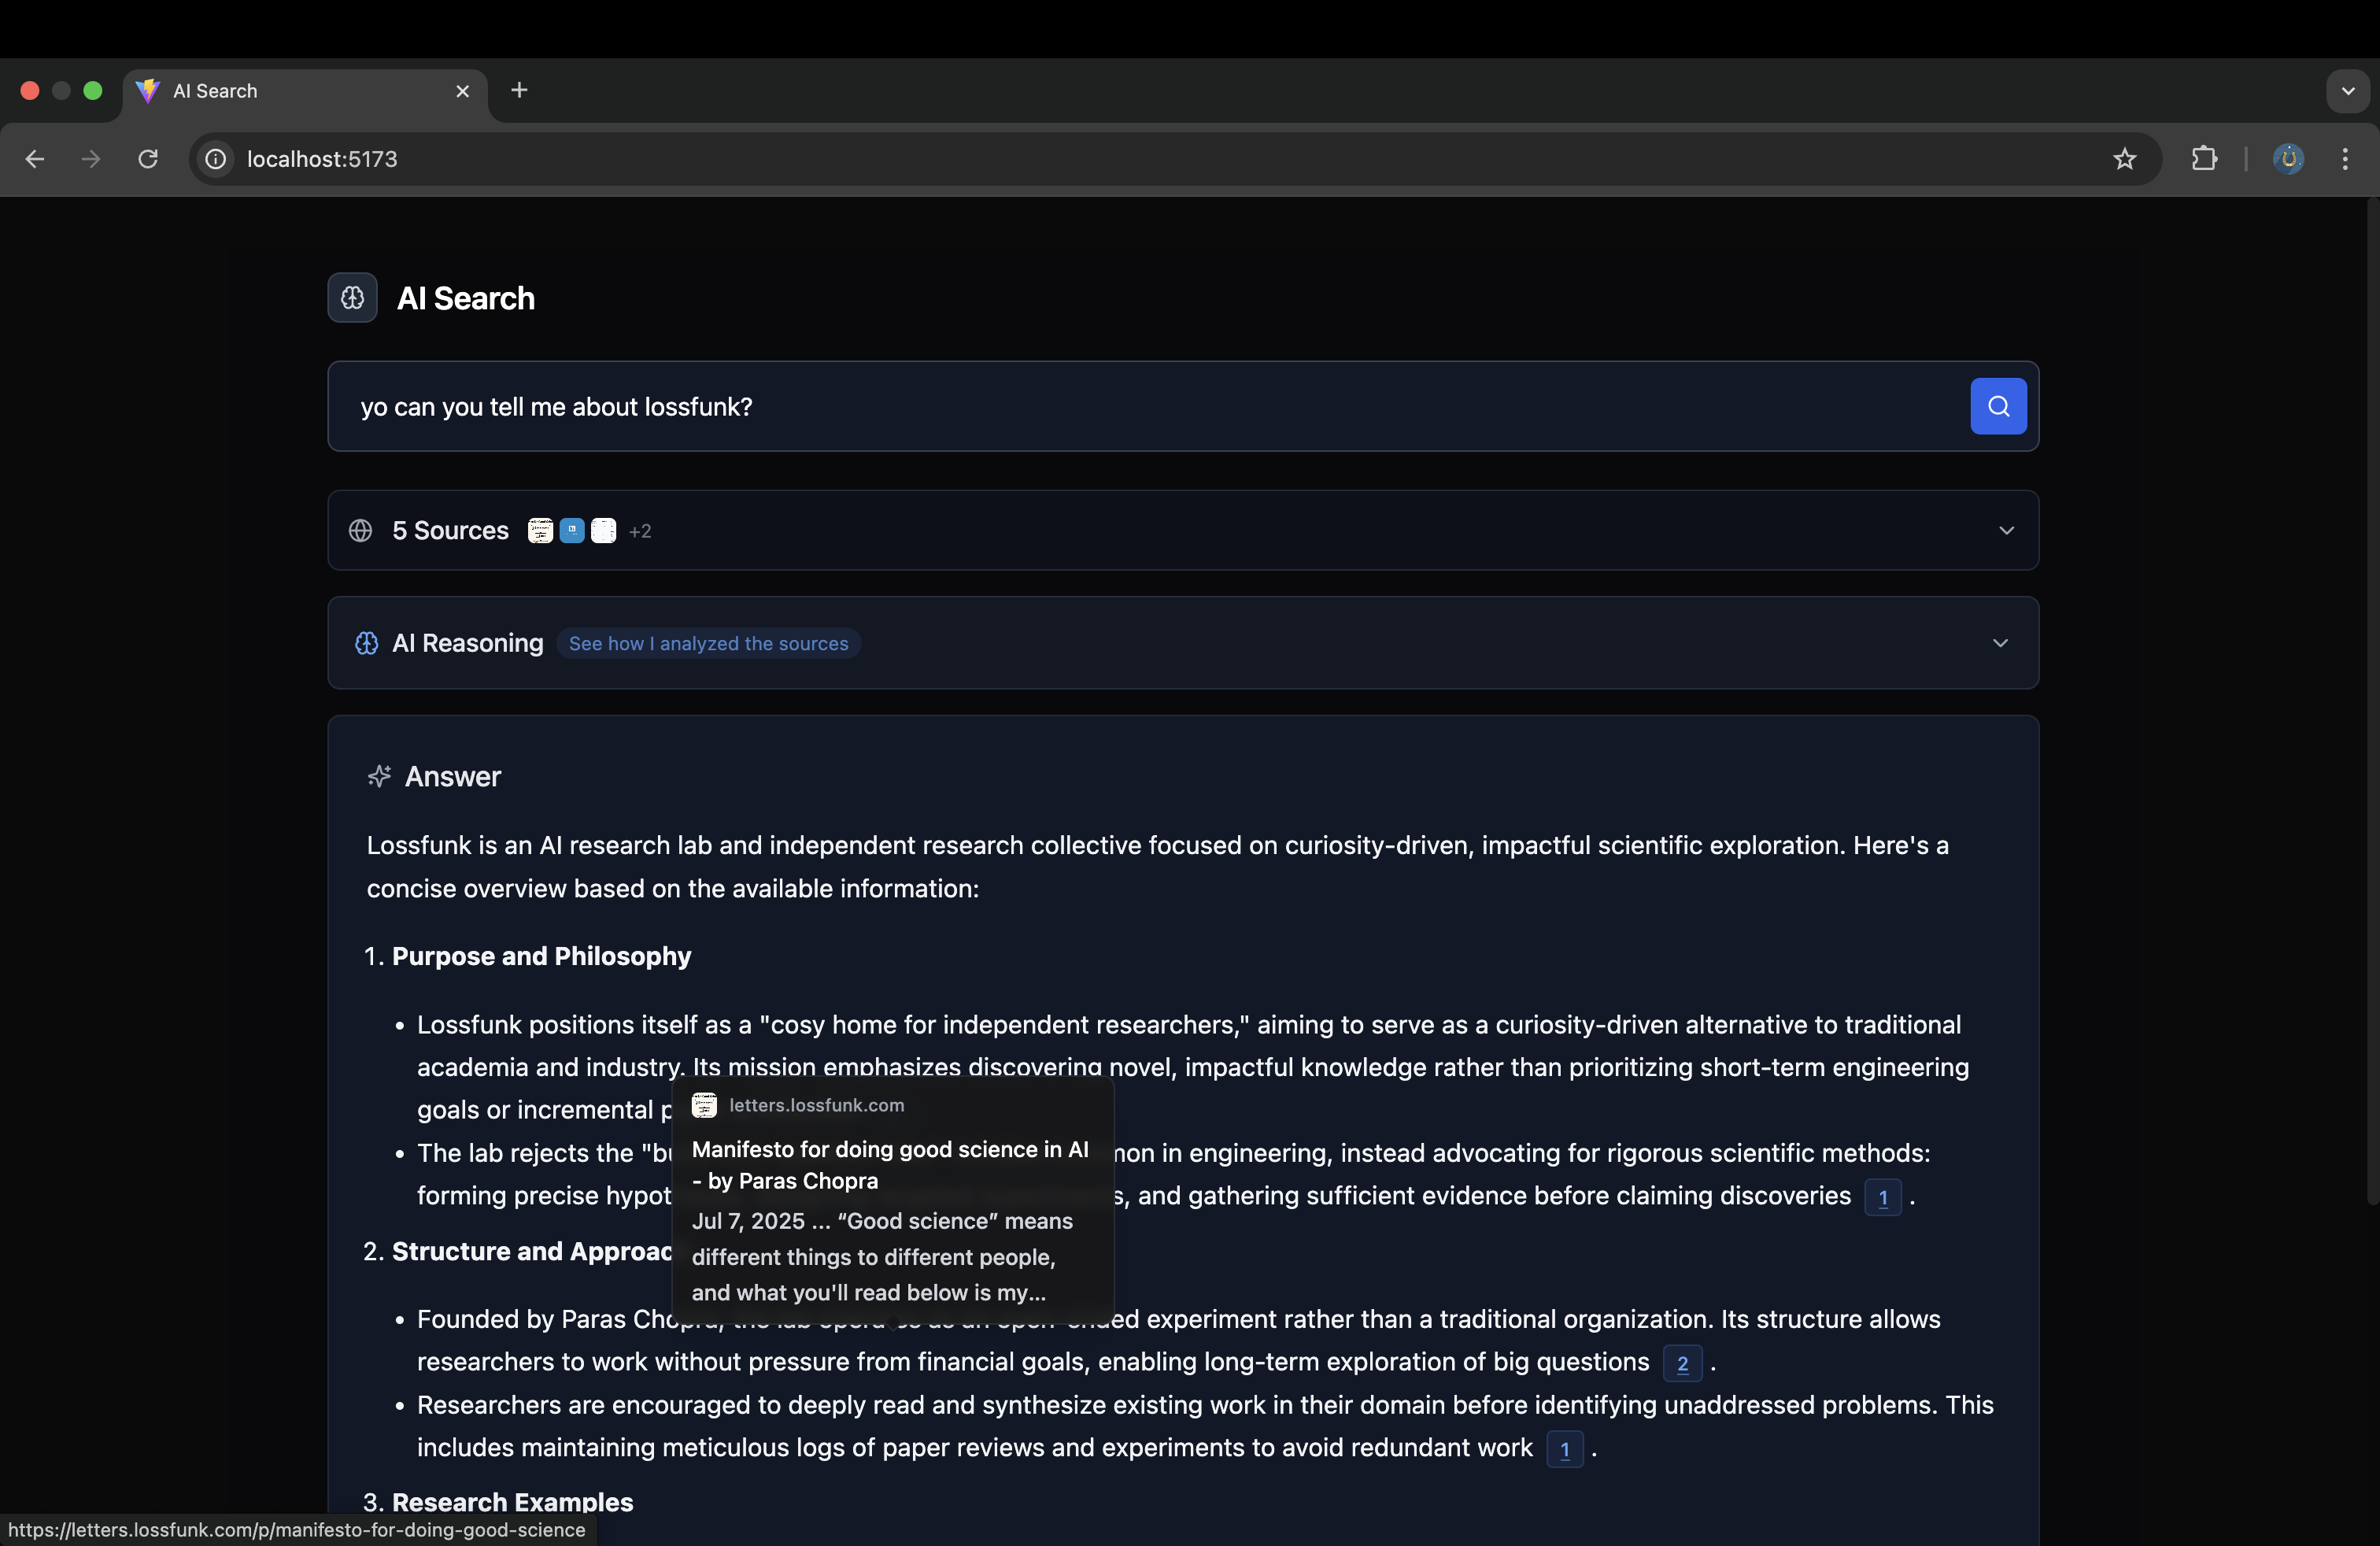 AI Search
localhost:5173
AI Search
yo can you tell me about lossfunk?
5 Sources +2
AI Reasoning See how I analyzed the sources
Answer
Lossfunk is an AI research lab and independent research collective focused on curiosity-driven, impactful scientific exploration. Here's a
concise overview based on the available information:
1. Purpose and Philosophy
• Lossfunk positions itself as a "cosy home for independent researchers," aiming to serve as a curiosity-driven alternative to traditional
academia and industry. Its mission emphasizes discovering novel, impactful knowledge rather than prioritizing short-term engineering
goals or incremental
• The lab rejects the in engineering, instead advocating for rigorous scientific methods:
forming precise and gathering sufficient evidence before claiming discoveries 1 .
letters.lossfunk.com
Manifesto for doing good science in AI
- by Paras Chopra
Jul 7, 2025 ... “Good science” means
different things to different people,
and what you'll read below is my...
2. Structure and
• Founded by Paras experiment rather than a traditional organization. Its structure allows
researchers to work without pressure from financial goals, enabling long-term exploration of big questions 2 .
• Researchers are encouraged to deeply read and synthesize existing work in their domain before identifying unaddressed problems. This
includes maintaining meticulous logs of paper reviews and experiments to avoid redundant work 1 .
3. Research Examples
https://letters.lossfunk.com/p/manifesto-for-doing-good-science